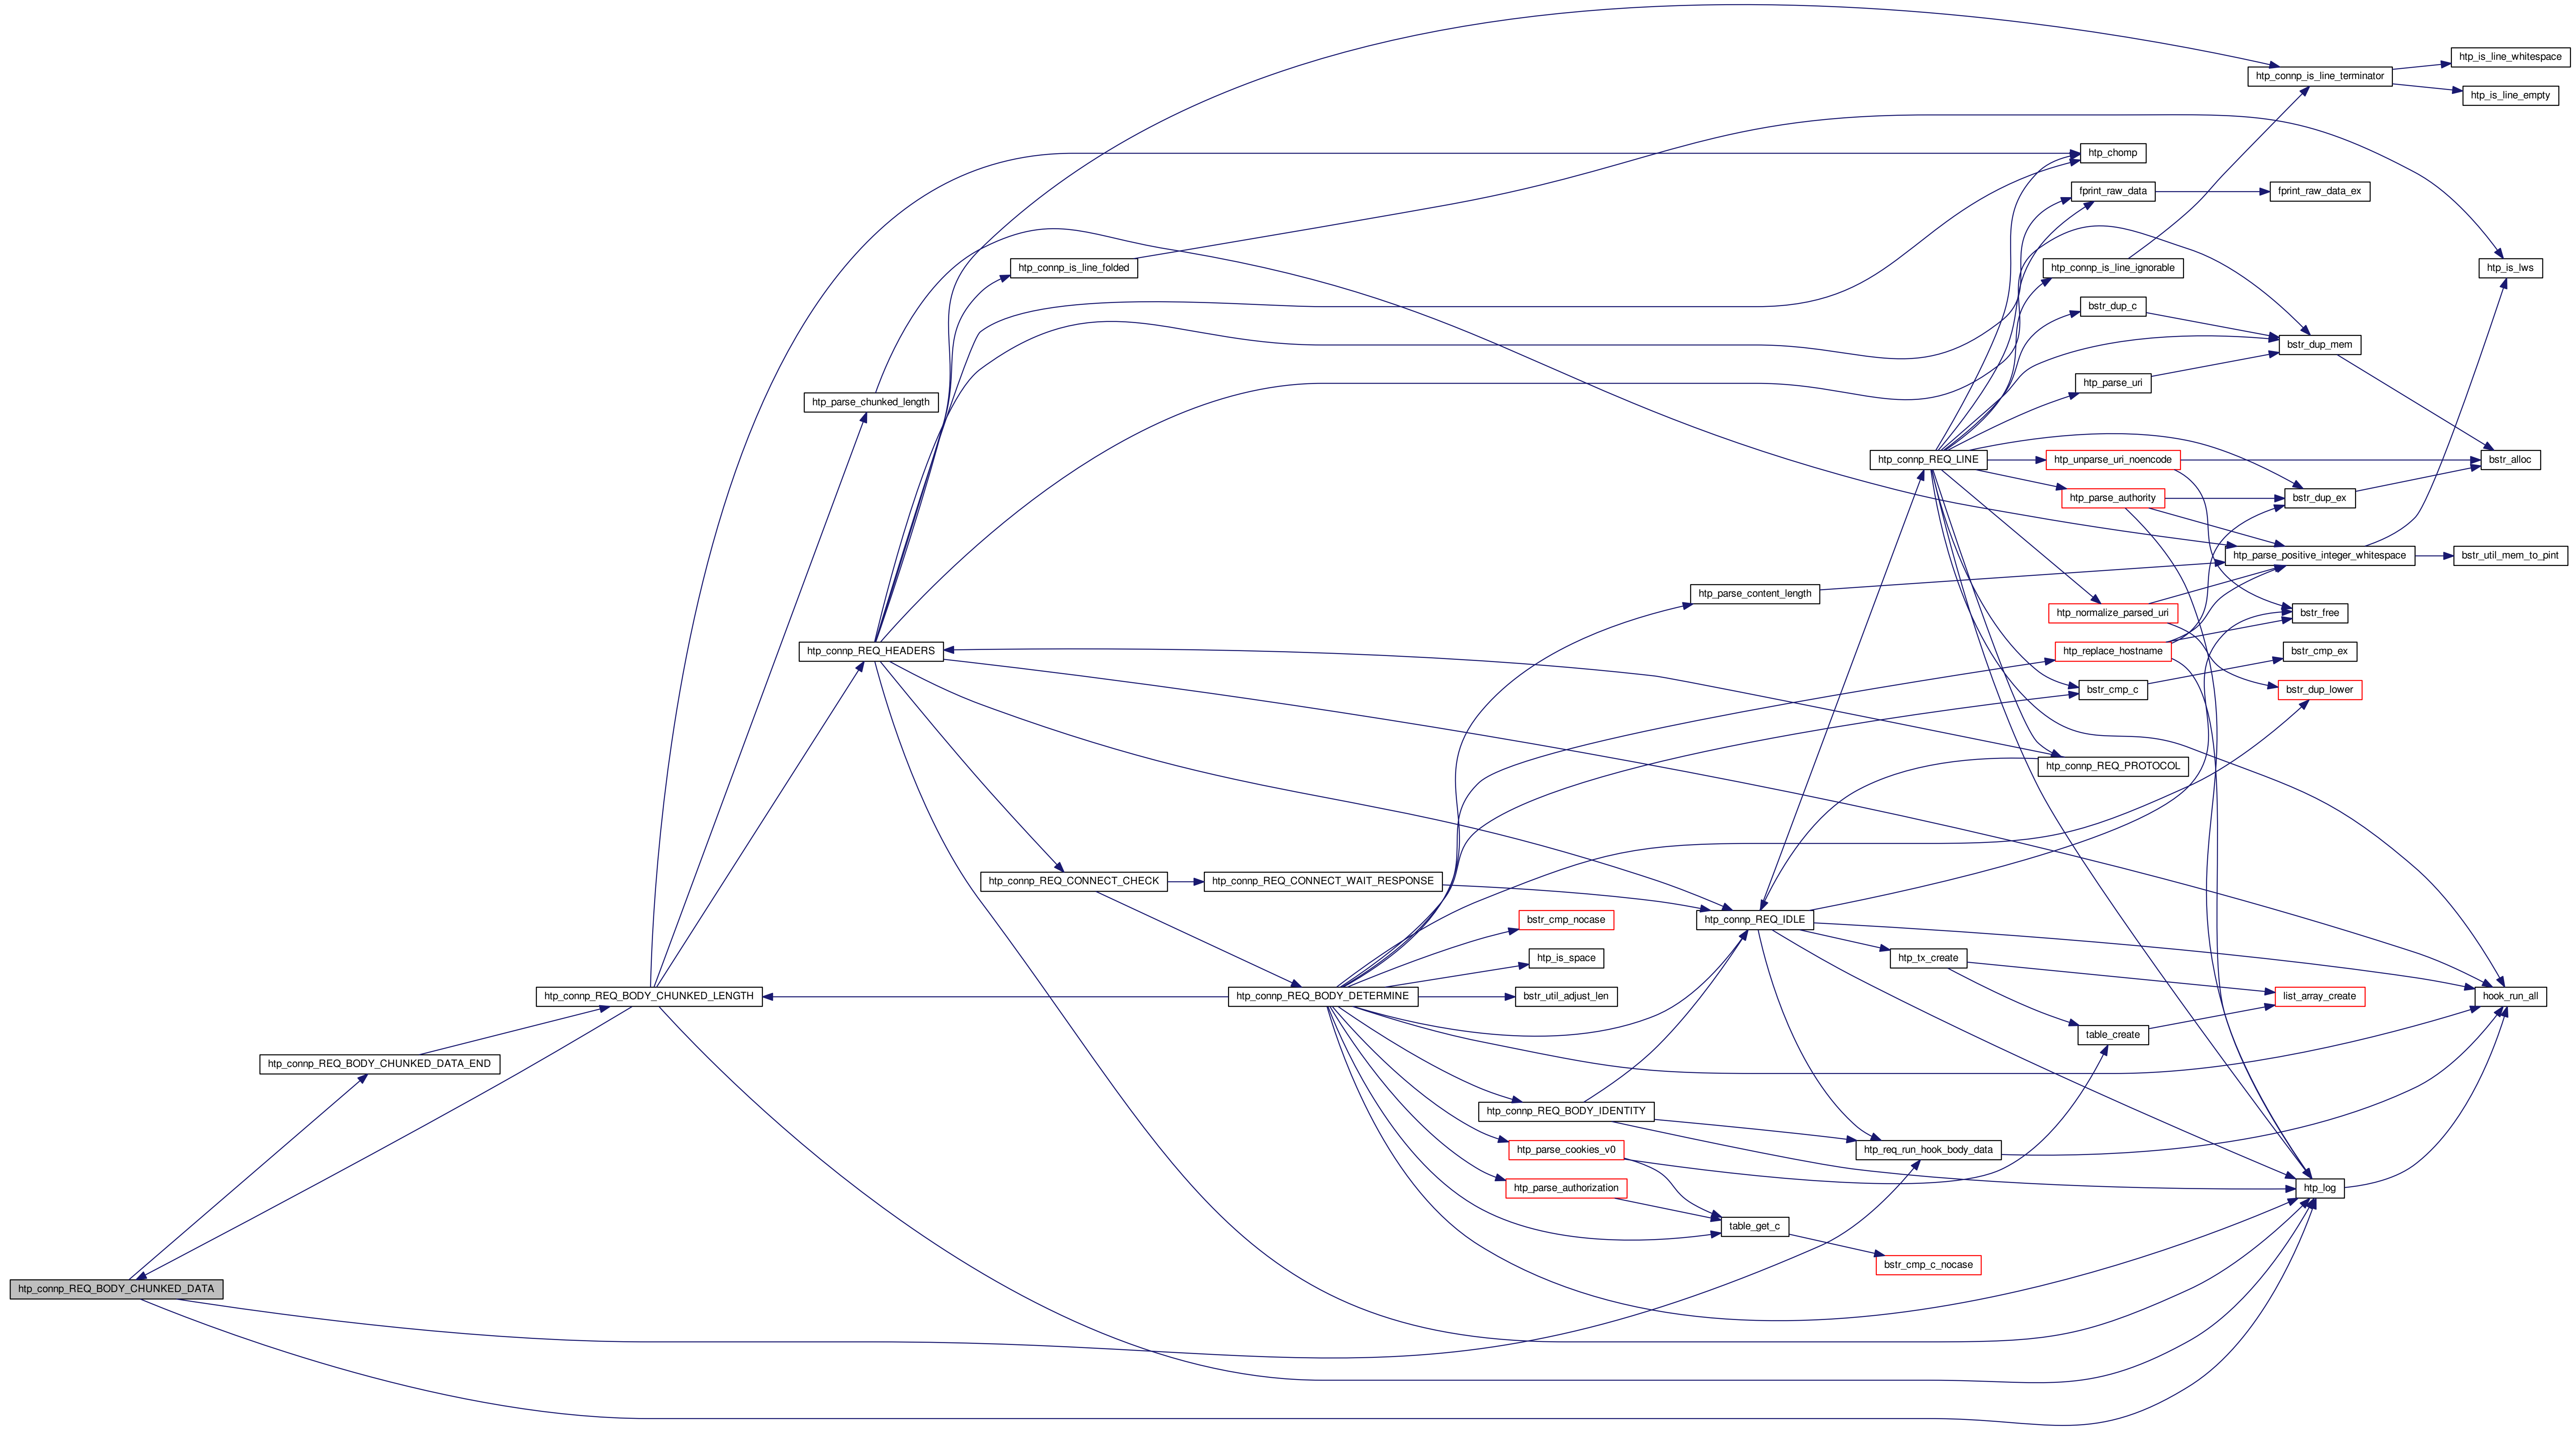 htp_is_line_whitespace
htp_connp_is_line_terminator
htp_is_line_empty
htp_chomp
fprint_raw_data
fprint_raw_data_ex
htp_connp_is_line_folded
htp_connp_is_line_ignorable
htp_is_lws
bstr_dup_c
bstr_dup_mem
htp_parse_uri
htp_parse_chunked_length
htp_connp_REQ_LINE
htp_unparse_uri_noencode
bstr_alloc
htp_parse_authority
bstr_dup_ex
htp_parse_positive_integer_whitespace
bstr_util_mem_to_pint
htp_parse_content_length
htp_normalize_parsed_uri
bstr_free
htp_connp_REQ_HEADERS
htp_replace_hostname
bstr_cmp_ex
bstr_cmp_c
bstr_dup_lower
htp_connp_REQ_PROTOCOL
htp_connp_REQ_CONNECT_CHECK
htp_connp_REQ_CONNECT_WAIT_RESPONSE
bstr_cmp_nocase
htp_connp_REQ_IDLE
htp_is_space
htp_tx_create
htp_connp_REQ_BODY_CHUNKED_LENGTH
htp_connp_REQ_BODY_DETERMINE
bstr_util_adjust_len
list_array_create
hook_run_all
table_create
htp_connp_REQ_BODY_CHUNKED_DATA_END
htp_connp_REQ_BODY_IDENTITY
htp_parse_cookies_v0
htp_req_run_hook_body_data
htp_parse_authorization
htp_log
table_get_c
bstr_cmp_c_nocase
htp_connp_REQ_BODY_CHUNKED_DATA